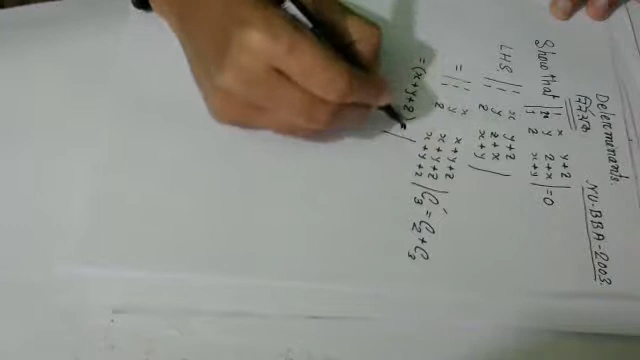 Determinants.
NU-BBA-2003.
Show that | 1 x y+z |
| 1 y z+x | = 0
| 1 z x+y |
LHS | 1 x y+z |
| 1 y z+x |
| 1 z x+y |
= | 1 x x+y+z |
| 1 y x+y+z |
| 1 z x+y+z | C₃′ = C₂ + C₃
= (x+y+z) |